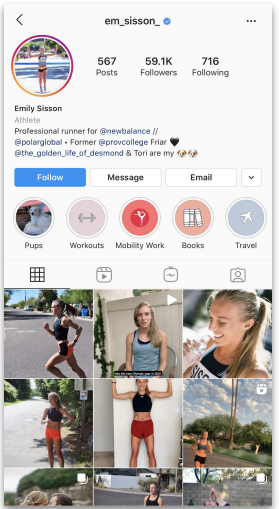 em_sisson_
567 59.1K 716
Posts Followers Following
Emily Sisson
Athlete
Professional runner for @newbalance //
@polarglobal • Former @provcollege Friar 🖤
@the_golden_life_of_desmond & Tori are my 🐶🐶
Follow Message Email
Pups Workouts Mobility Work Books Travel